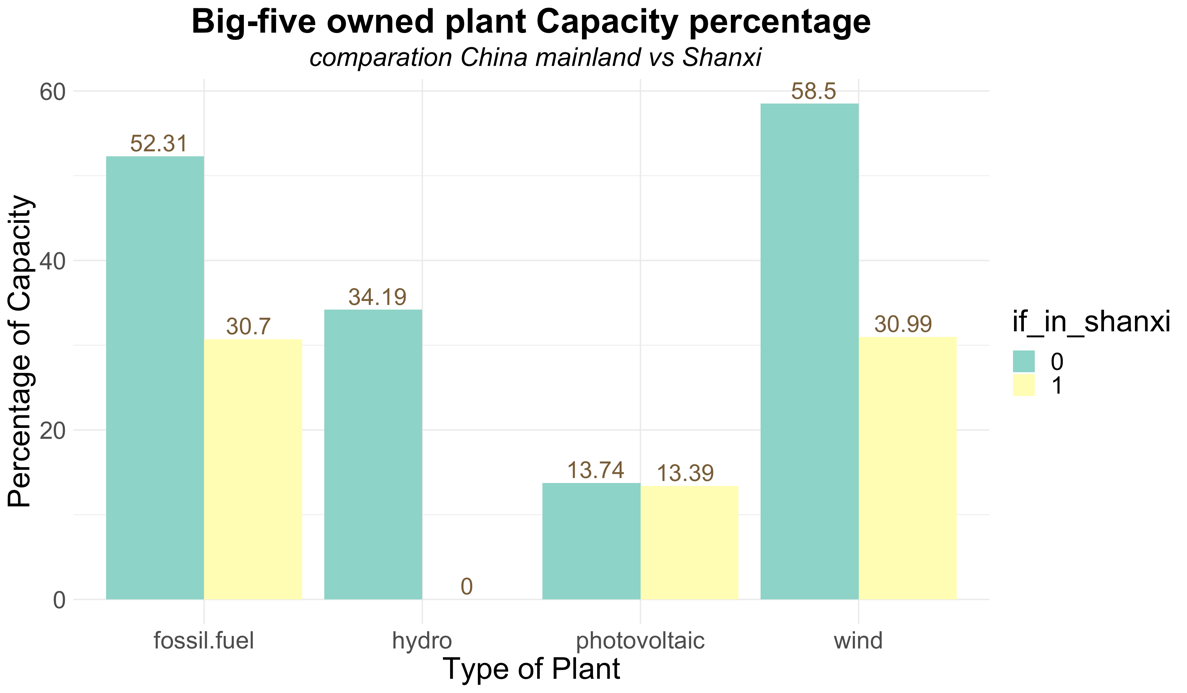 Big-five owned plant Capacity percentage
comparation China mainland vs Shanxi
Percentage of Capacity
60
40
20
0
52.31
30.7
34.19
0
13.74
13.39
58.5
30.99
fossil.fuel
hydro
photovoltaic
wind
Type of Plant
if_in_shanxi
0
1